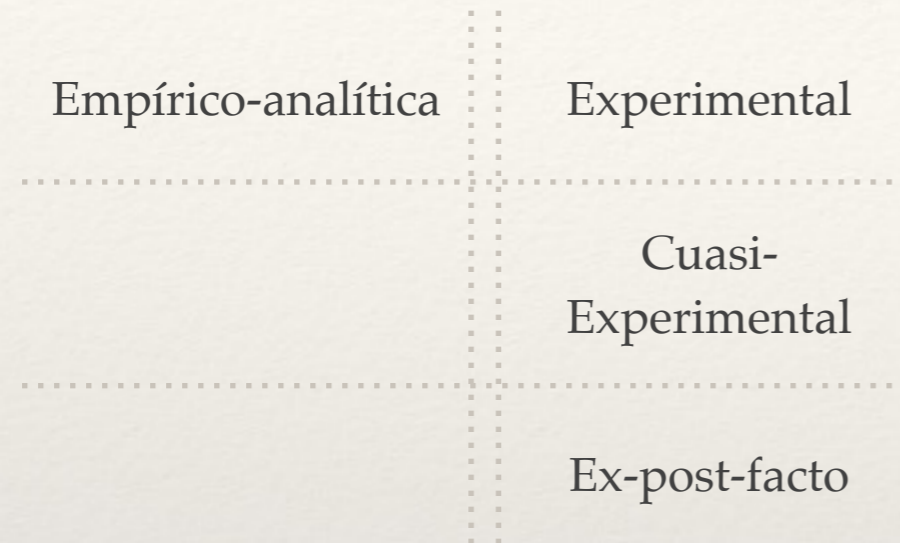 Empírico-analítica
Experimental
Cuasi-
Experimental
Ex-post-facto